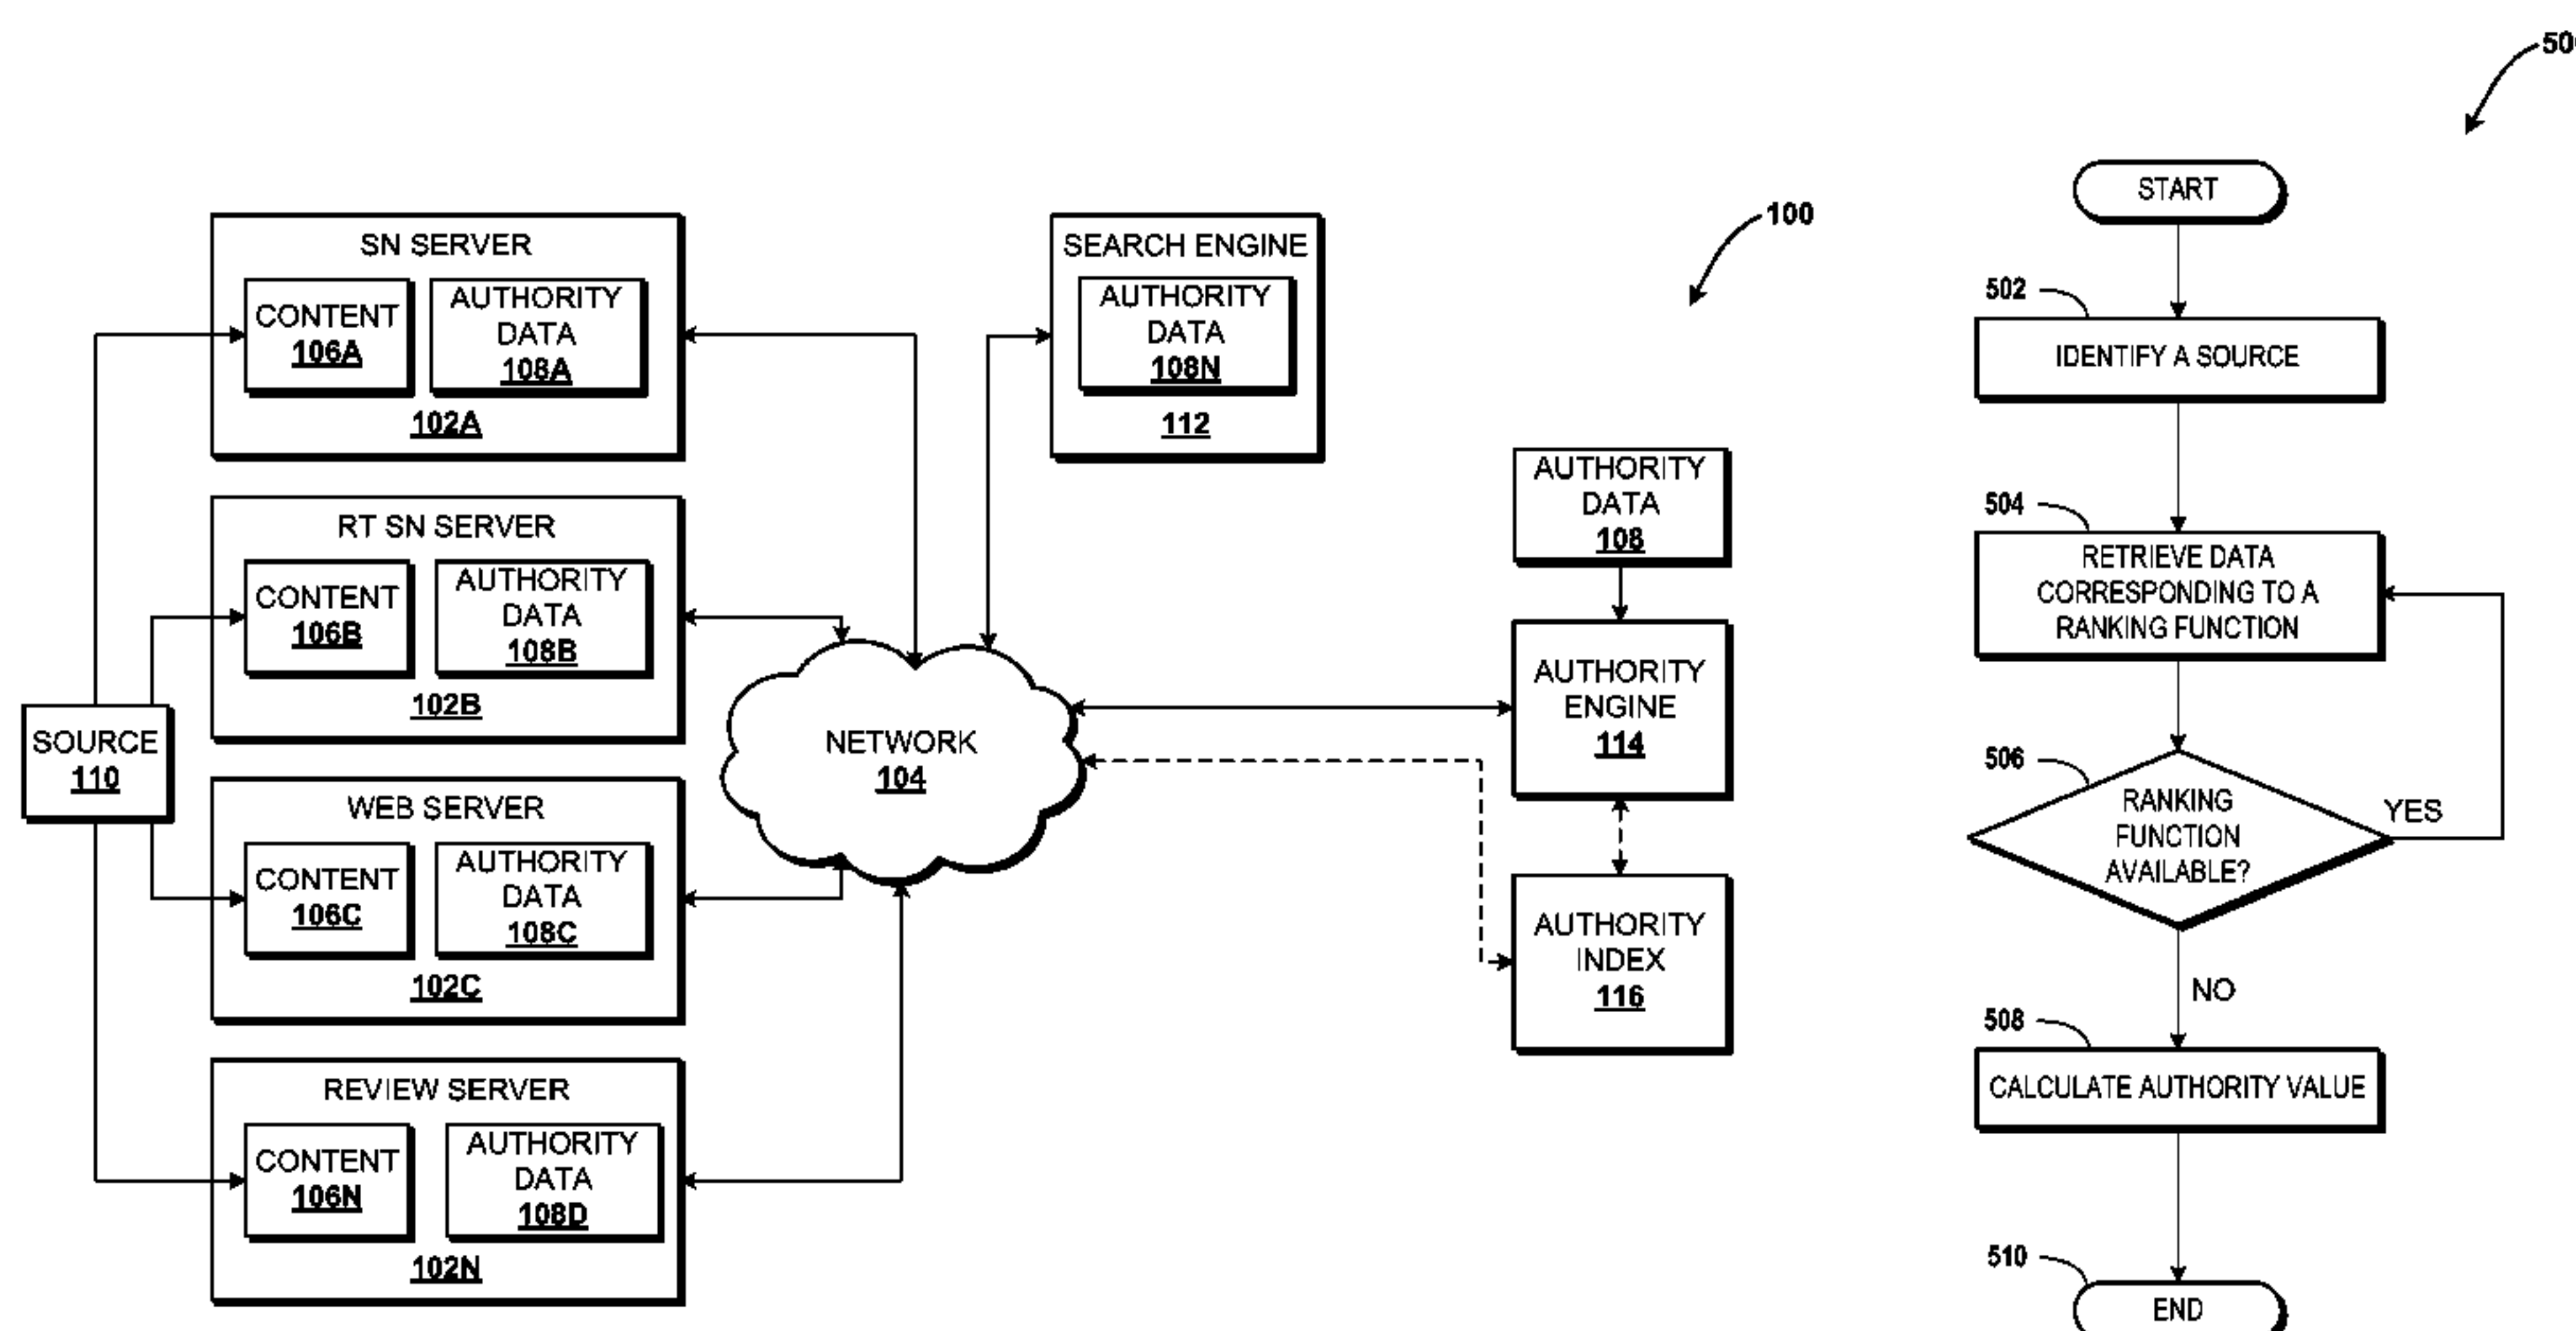 SN SERVER
CONTENT
106A
AUTHORITY
DATA
108A
102A
RT SN SERVER
CONTENT
106B
AUTHORITY
DATA
108B
102B
SOURCE
110
WEB SERVER
CONTENT
106C
AUTHORITY
DATA
108C
102C
REVIEW SERVER
CONTENT
106N
AUTHORITY
DATA
108D
102N
SEARCH ENGINE
AUTHORITY
DATA
108N
112
NETWORK
104
100
AUTHORITY
DATA
108
AUTHORITY
ENGINE
114
AUTHORITY
INDEX
116
START
502
IDENTIFY A SOURCE
504
RETRIEVE DATA
CORRESPONDING TO A
RANKING FUNCTION
506
RANKING
FUNCTION
AVAILABLE?
YES
NO
508
CALCULATE AUTHORITY VALUE
510
END